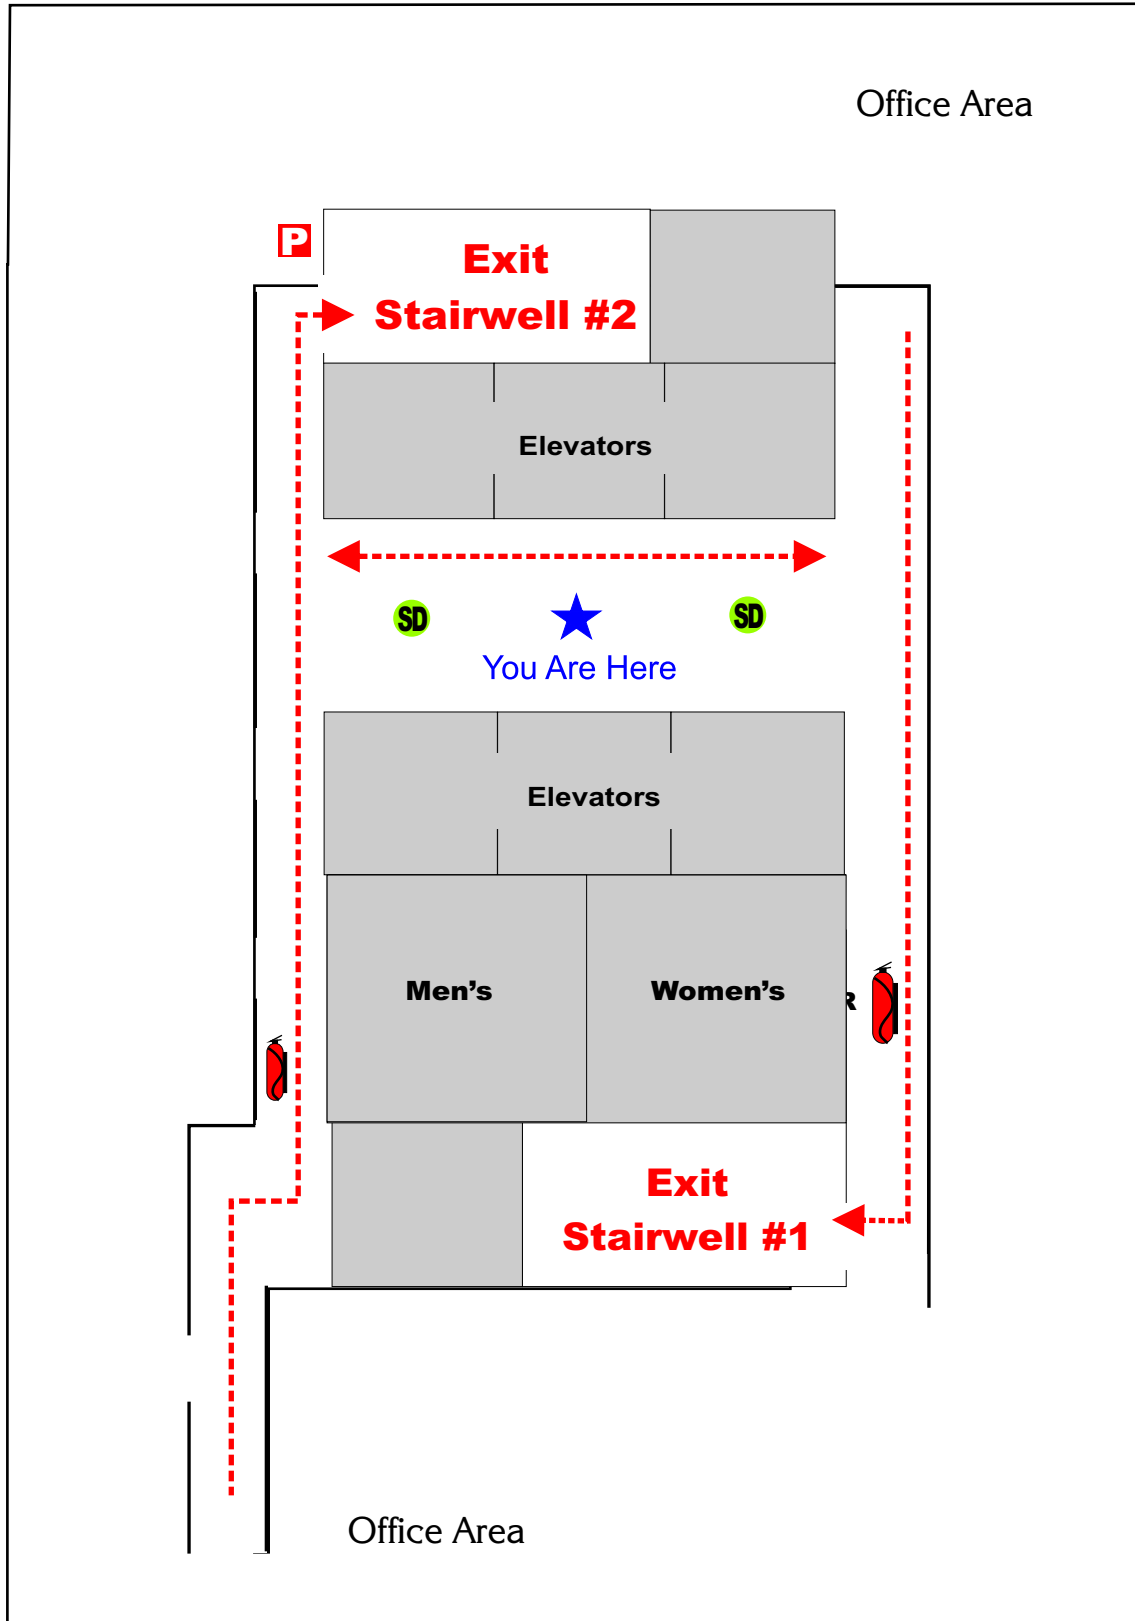 Office Area
P
Exit
Stairwell #2
Elevators
SD
SD
You Are Here
Elevators
Men's
Women's
R
Exit
Stairwell #1
Office Area